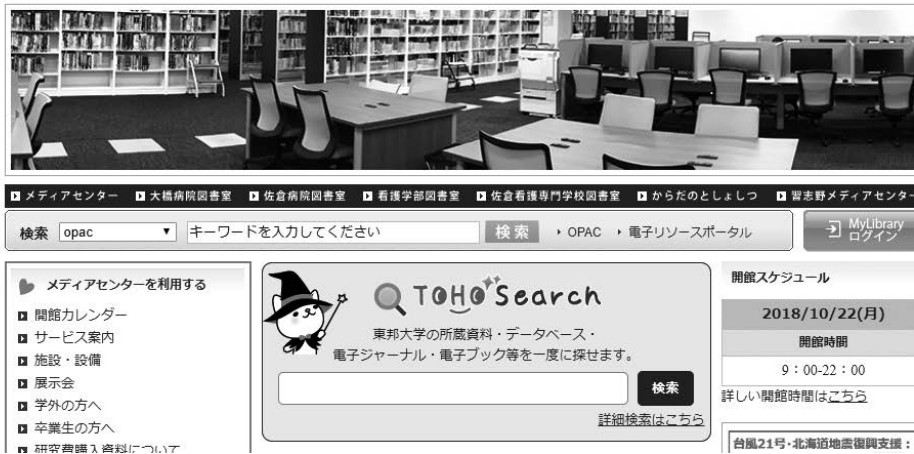 メディアセンター 大橋病院図書室 佐倉病院図書室 看護学部図書室 佐倉看護専門学校図書室 からだのとしょしつ 習志野メディアセンター
検索 opac キーワードを入力してください 検索 OPAC 電子リソースポータル
MyLibrary
ログイン
メディアセンターを利用する
開館カレンダー
サービス案内
施設・設備
展示会
学外の方へ
卒業生の方へ
研究費購入資料について
TOHO Search
東邦大学の所蔵資料・データベース・
電子ジャーナル・電子ブック等を一度に探せます。
検索
詳細検索はこちら
開館スケジュール
2018/10/22(月)
開館時間
9：00-22：00
詳しい開館時間はこちら
台風21号・北海道地震復興支援：